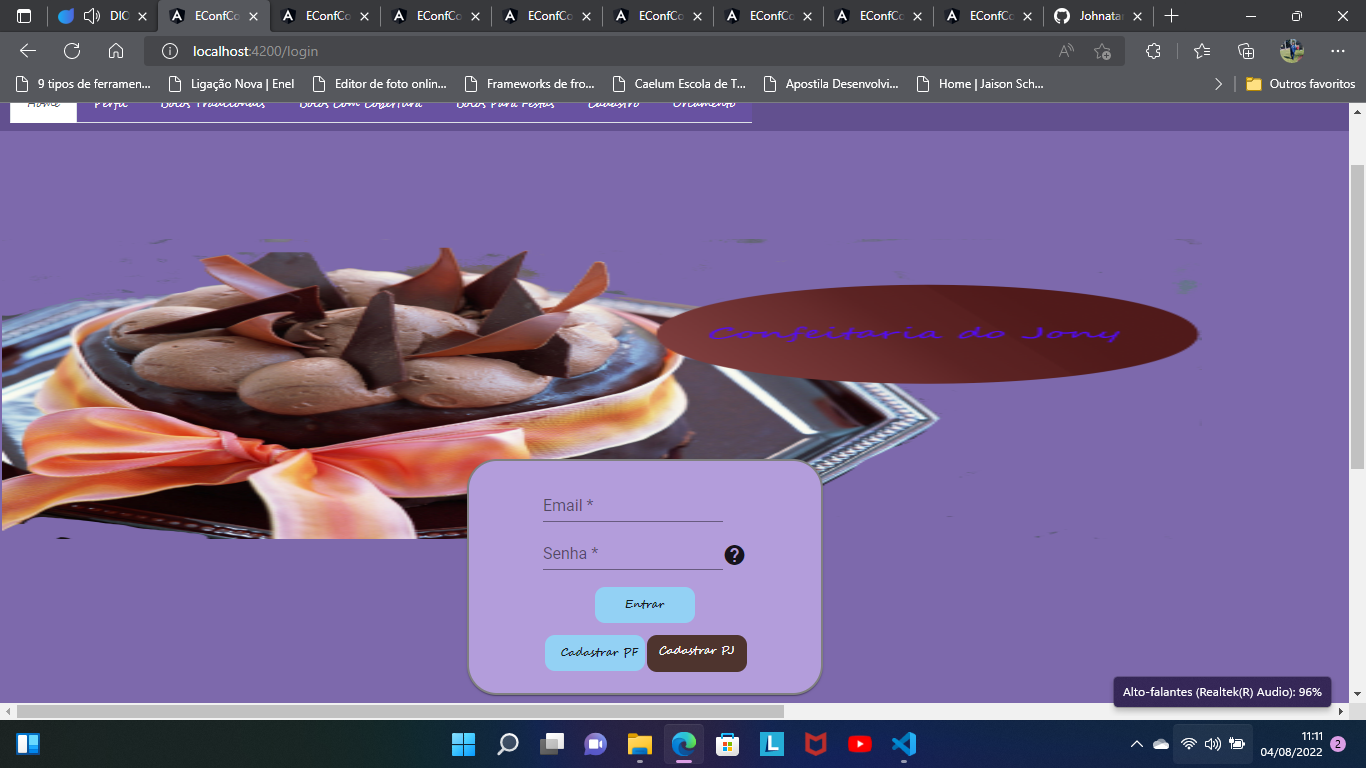 DIO
EConfCo
EConfCo
EConfCo
EConfCo
EConfCo
EConfCo
EConfCo
EConfCo
Johnatan
localhost:4200/login
9 tipos de ferramen...
Ligação Nova | Enel
Editor de foto onlin...
Frameworks de fro...
Caelum Escola de T...
Apostila Desenvolvi...
Home | Jaison Sch...
Outros favoritos
Home
Perfil
Bolos Tradicionais
Bolos Com Cobertura
Bolos Para Festas
Cadastro
Orcamento
Confeitaria do Jony
Email *
Senha *
?
Entrar
Cadastrar PF
Cadastrar PJ
Alto-falantes (Realtek(R) Audio): 96%
11:11
04/08/2022
2